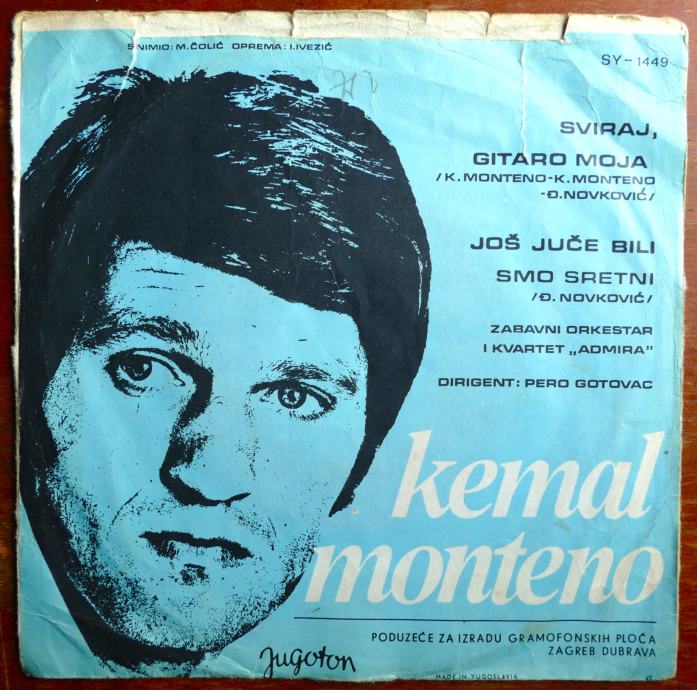 SNIMIO: M. ČOLIĆ OPREMA: I. IVEZIĆ
SY-1449
SVIRAJ,
GITARO MOJA
/K. MONTENO-K. MONTENO
-Đ. NOVKOVIĆ/
JOŠ JUČE BILI
SMO SRETNI
/Đ. NOVKOVIĆ/
ZABAVNI ORKESTAR
I KVARTET „ADMIRA”
DIRIGENT: PERO GOTOVAC
kemal
monteno
PODUZEĆE ZA IZRADU GRAMOFONSKIH PLOČA
ZAGREB DUBRAVA
Jugoton
MADE IN YUGOSLAVIA